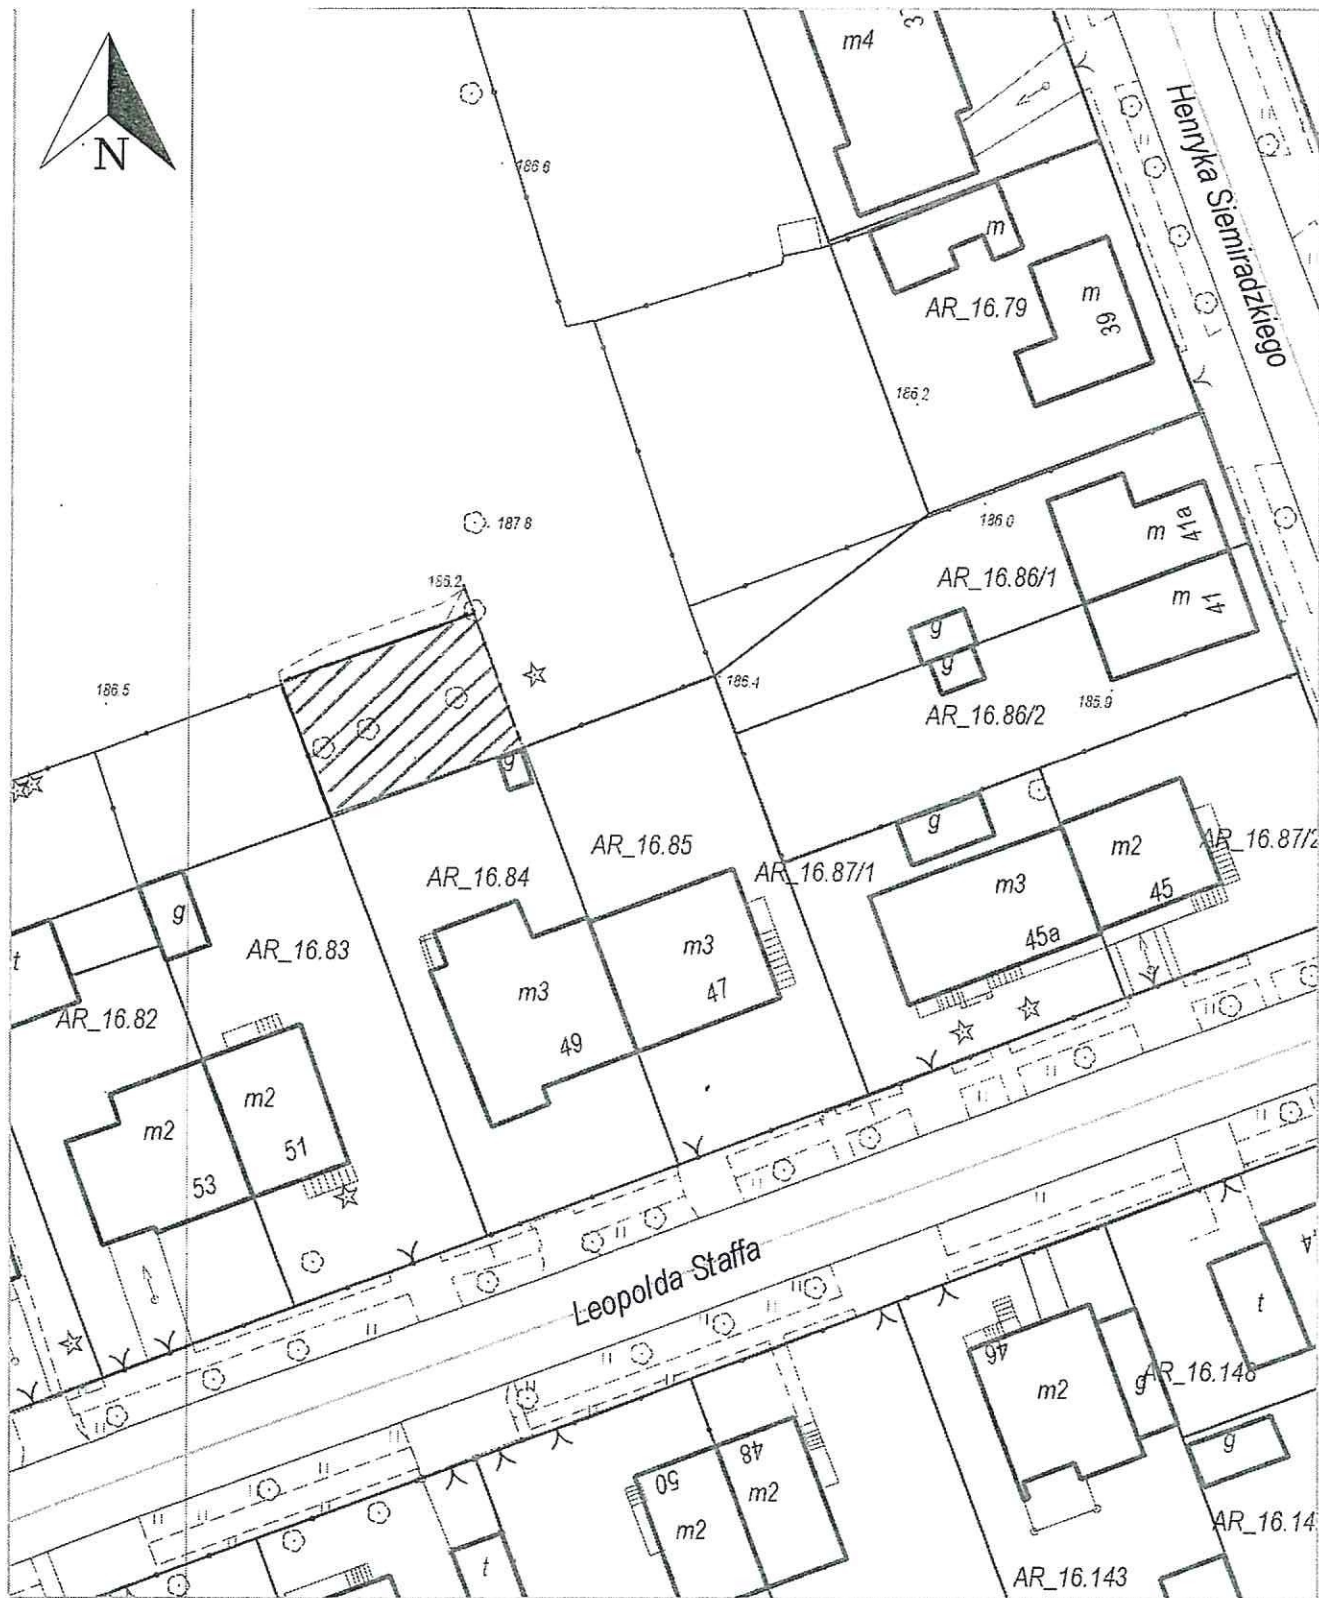 m4
3
N
Henryka Siemiradzkiego
186.6
m
AR_16.79
m
39
186.2
187.8
186.0
m
41a
AR_16.86/1
m
41
g
g
186.2
186.5
186.4
185.9
AR_16.86/2
g
g
AR_16.85
AR_16.84
AR_16.87/1
m2
AR_16.87/2
m3
45
45a
g
AR_16.83
t
m3
47
m3
49
AR_16.82
m2
51
m2
53
Leopolda Staffa
46
m2
g
AR_16.148
t
4
g
50
48
m2
m2
AR_16.14
t
AR_16.143